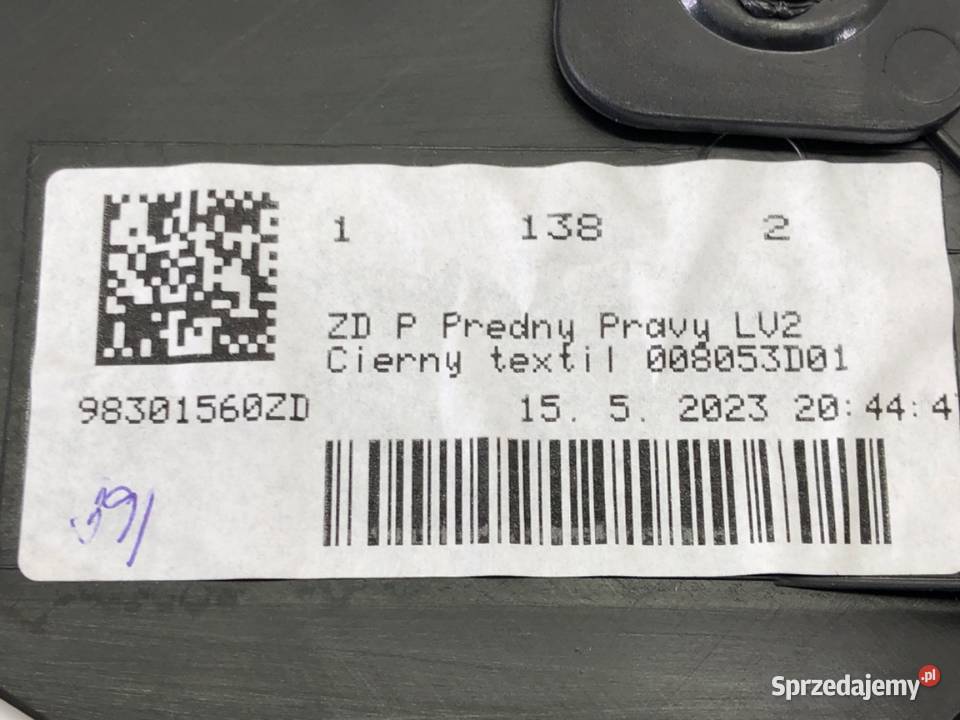 1 138 2
ZD P Predny Pravy LV2
Cierny textil 008053D01
98301560ZD 15. 5. 2023 20:44:4
391
Sprzedajemy.pl